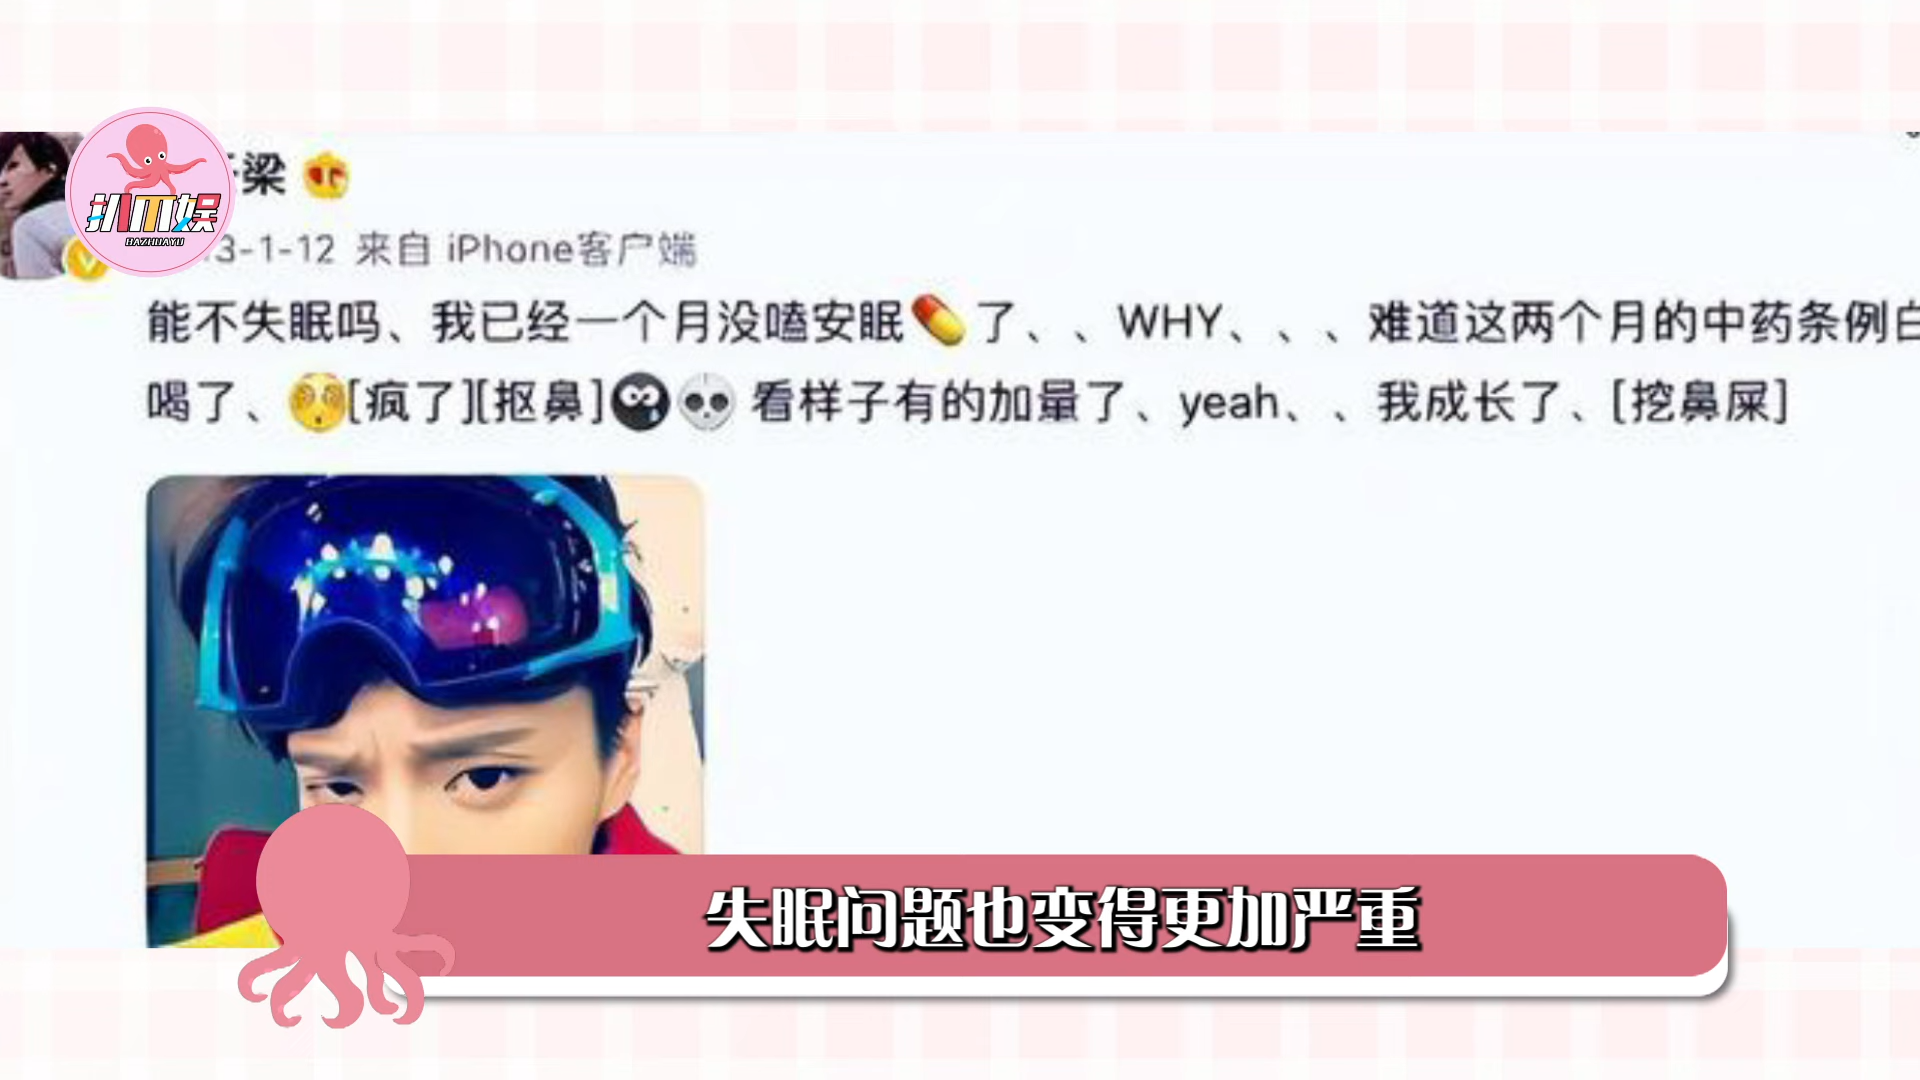 扒爪娱
BAZHUAYU
梁
3-1-12 来自 iPhone客户端
能不失眠吗、我已经一个月没嗑安眠💊了、、WHY、、、难道这两个月的中药条例白
喝了、[疯了][抠鼻] 看样子有的加量了、yeah、、我成长了、[挖鼻屎]
失眠问题也变得更加严重